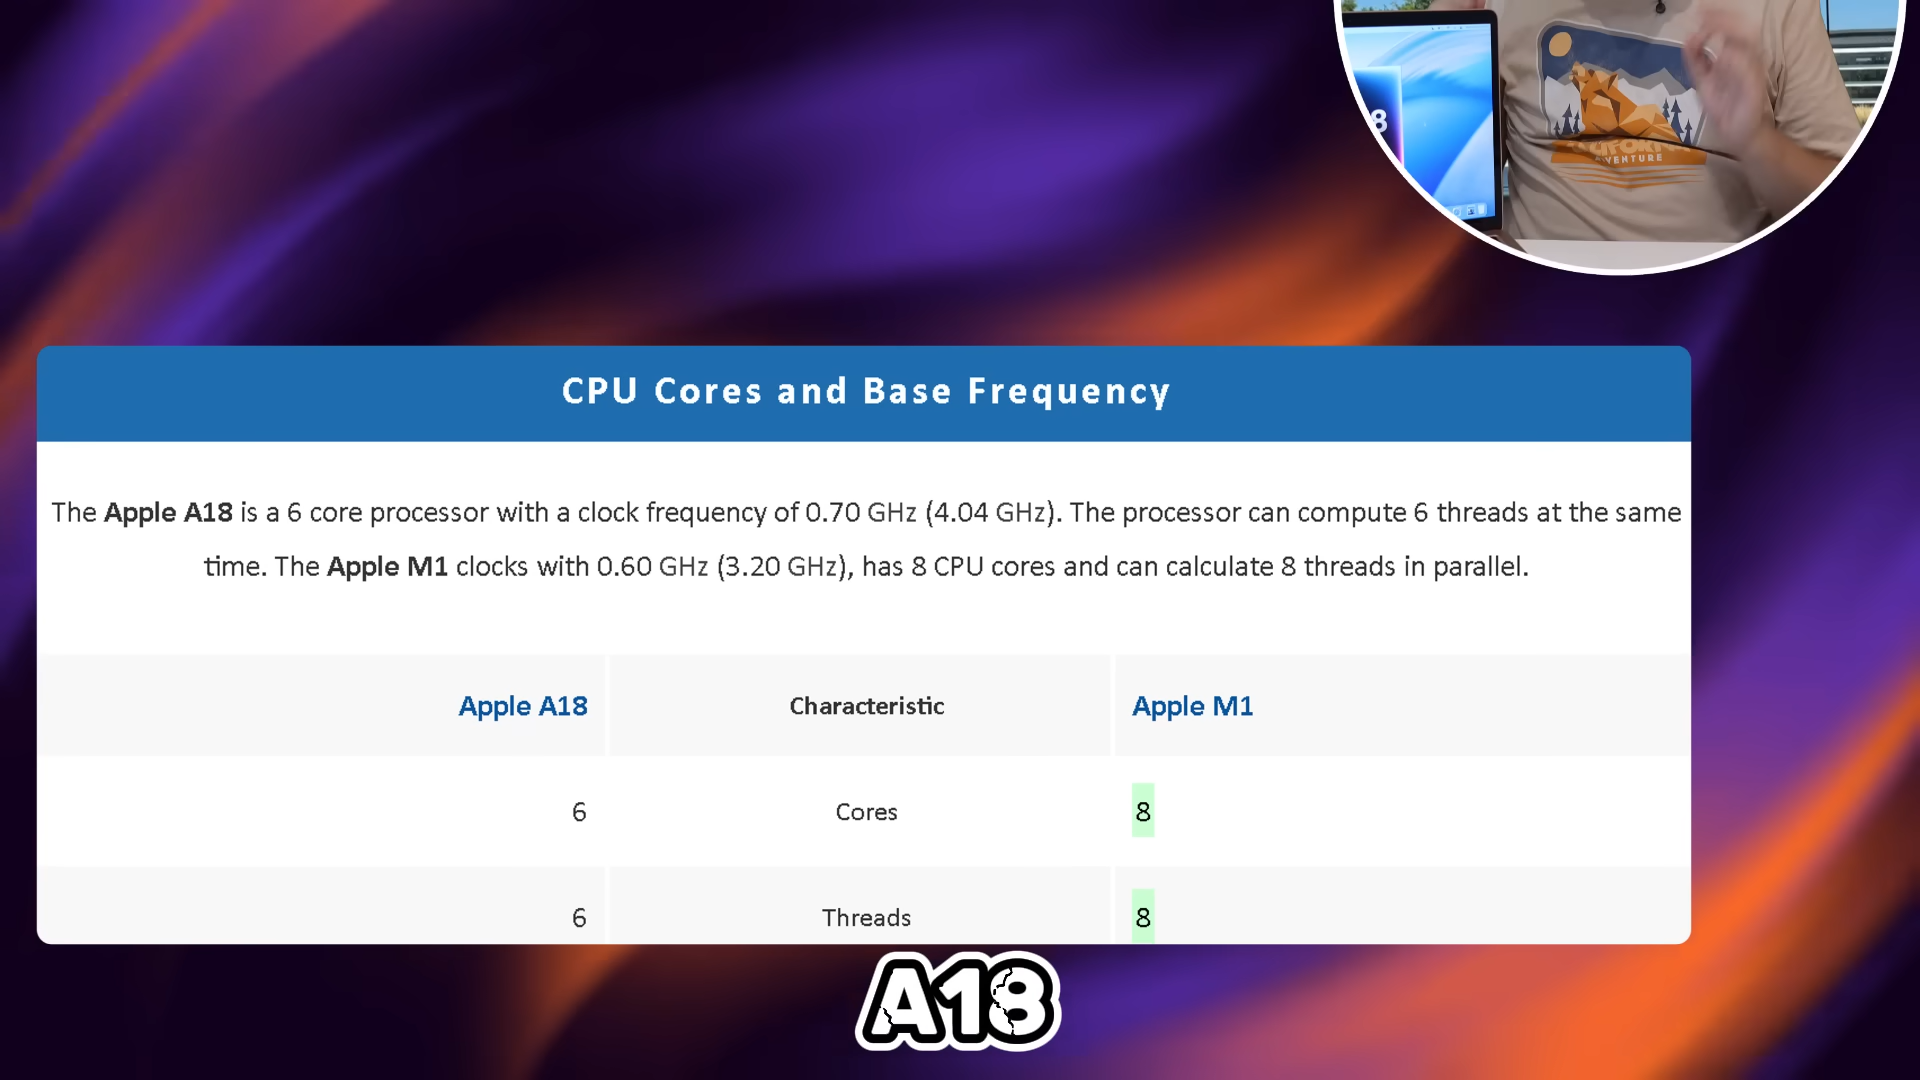 8
CPU Cores and Base Frequency
The Apple A18 is a 6 core processor with a clock frequency of 0.70 GHz (4.04 GHz). The processor can compute 6 threads at the same
time. The Apple M1 clocks with 0.60 GHz (3.20 GHz), has 8 CPU cores and can calculate 8 threads in parallel.
Apple A18 Characteristic Apple M1
6 Cores 8
6 Threads 8
A18